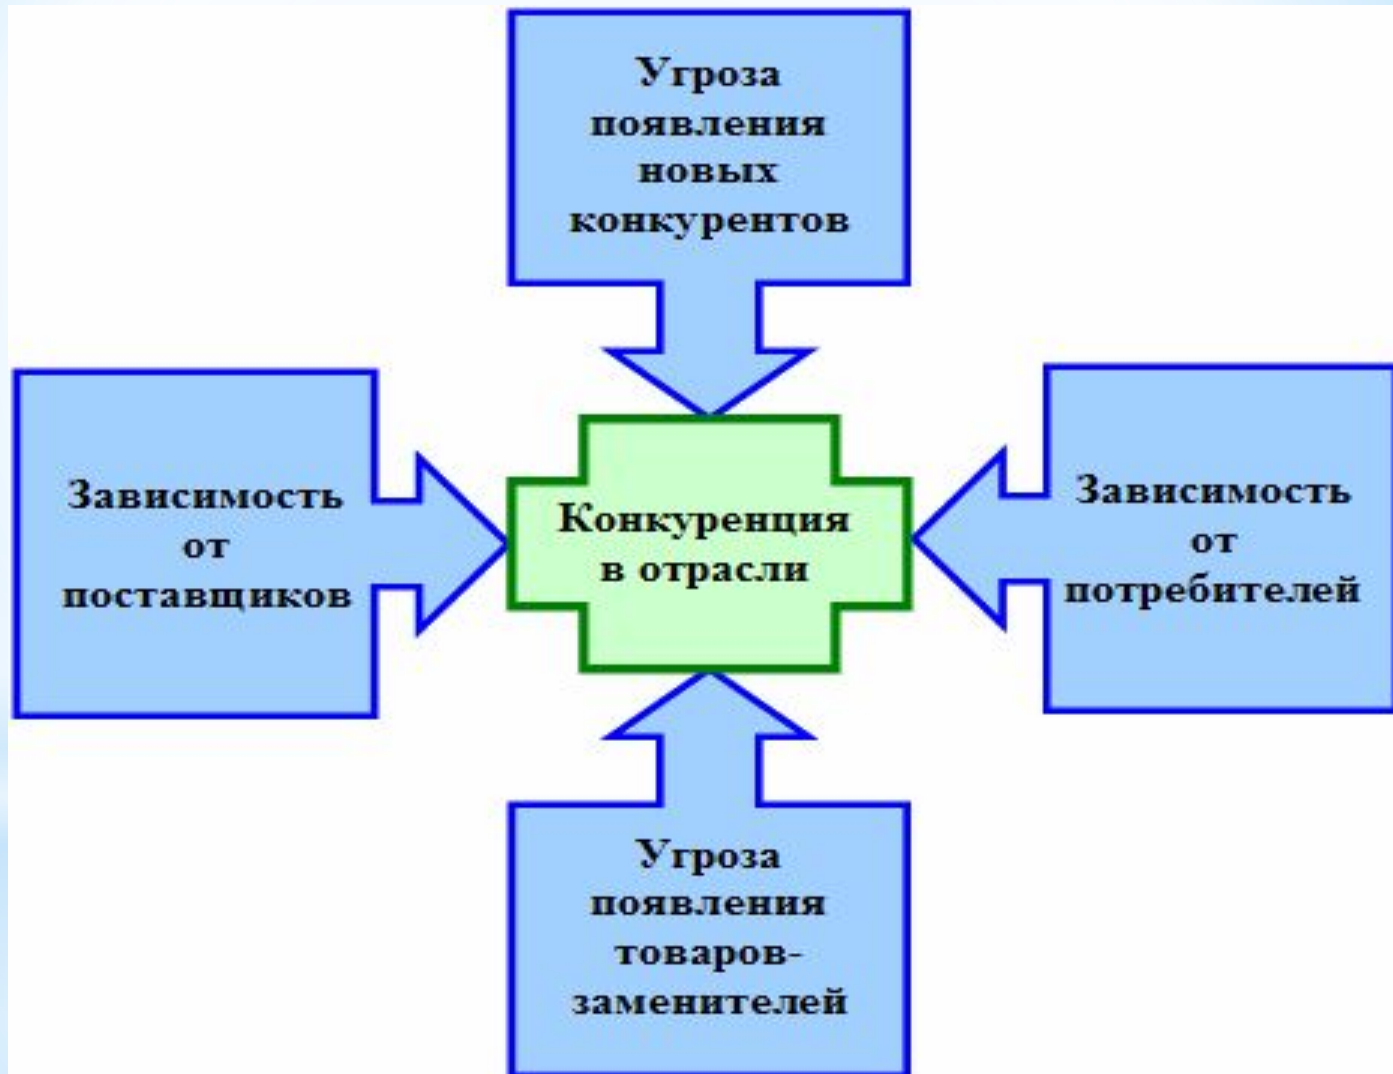 Угроза
появления
новых
конкурентов
Зависимость
от
поставщиков
Конкуренция
в отрасли
Зависимость
от
потребителей
Угроза
появления
товаров-
заменителей